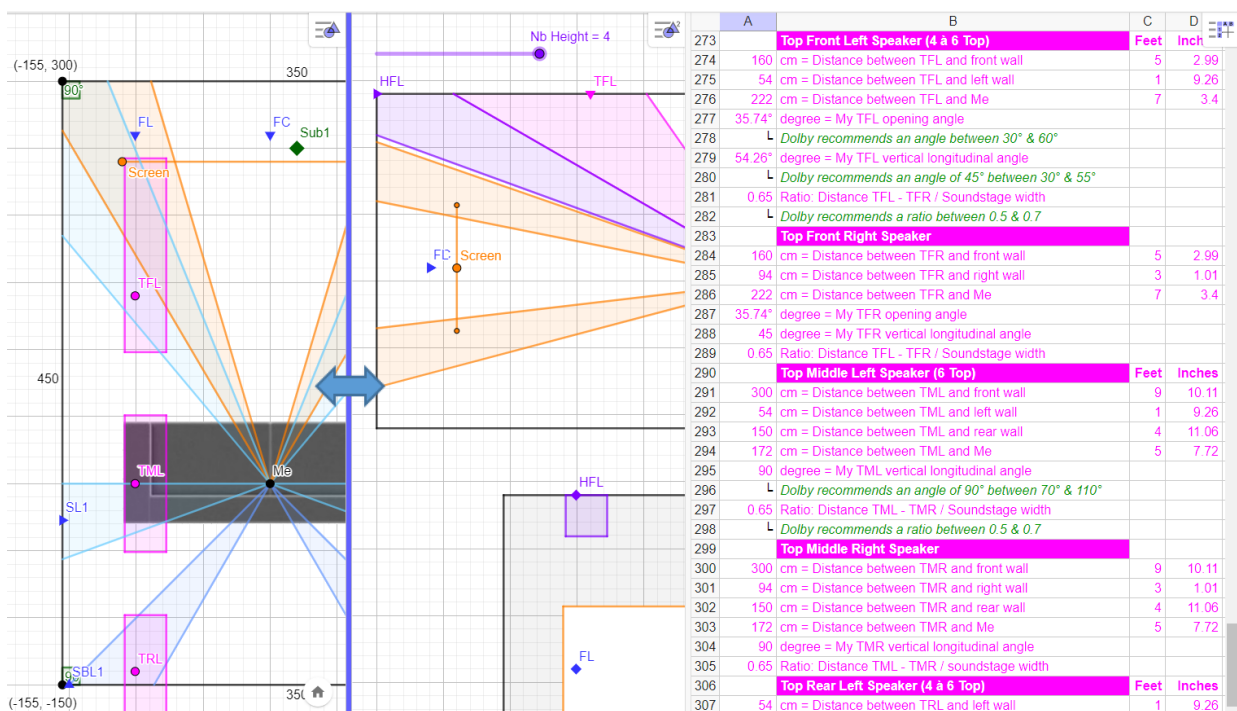 (-155, 300)
350
90°
FL
FC
Sub1
Screen
TFL
450
TML
Me
SL1
TRL
SBL1
350
(-155, -150)
Nb Height = 4
HFL
TFL
FC
Screen
HFL
FL
A B C D
273 Top Front Left Speaker (4 à 6 Top) Feet Inch
274 160 cm = Distance between TFL and front wall 5 2.99
275 54 cm = Distance between TFL and left wall 1 9.26
276 222 cm = Distance between TFL and Me 7 3.4
277 35.74° degree = My TFL opening angle
278 ┗ Dolby recommends an angle between 30° & 60°
279 54.26° degree = My TFL vertical longitudinal angle
280 ┗ Dolby recommends an angle of 45° between 30° & 55°
281 0.65 Ratio: Distance TFL - TFR / Soundstage width
282 ┗ Dolby recommends a ratio between 0.5 & 0.7
283 Top Front Right Speaker
284 160 cm = Distance between TFR and front wall 5 2.99
285 94 cm = Distance between TFR and right wall 3 1.01
286 222 cm = Distance between TFR and Me 7 3.4
287 35.74° degree = My TFR opening angle
288 45 degree = My TFR vertical longitudinal angle
289 0.65 Ratio: Distance TFL - TFR / Soundstage width
290 Top Middle Left Speaker (6 Top) Feet Inches
291 300 cm = Distance between TML and front wall 9 10.11
292 54 cm = Distance between TML and left wall 1 9.26
293 150 cm = Distance between TML and rear wall 4 11.06
294 172 cm = Distance between TML and Me 5 7.72
295 90 degree = My TML vertical longitudinal angle
296 ┗ Dolby recommends an angle of 90° between 70° & 110°
297 0.65 Ratio: Distance TML - TMR / Soundstage width
298 ┗ Dolby recommends a ratio between 0.5 & 0.7
299 Top Middle Right Speaker
300 300 cm = Distance between TMR and front wall 9 10.11
301 94 cm = Distance between TMR and right wall 3 1.01
302 150 cm = Distance between TMR and rear wall 4 11.06
303 172 cm = Distance between TMR and Me 5 7.72
304 90 degree = My TMR vertical longitudinal angle
305 0.65 Ratio: Distance TML - TMR / soundstage width
306 Top Rear Left Speaker (4 à 6 Top) Feet Inches
307 54 cm = Distance between TRL and left wall 1 9.26